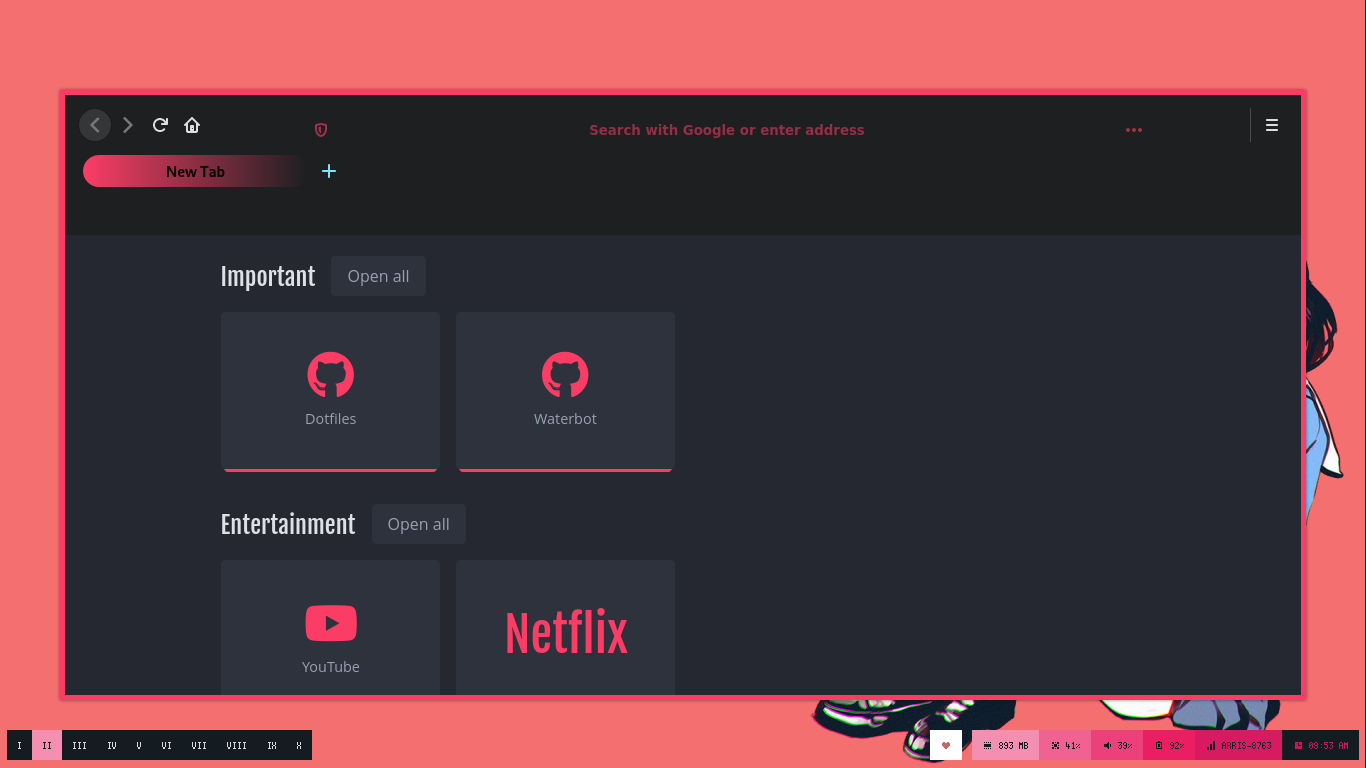 Search with Google or enter address
New Tab
Important
Open all
Dotfiles
Waterbot
Entertainment
Open all
YouTube
Netflix
I II III IV V VI VII VIII IX X
893 MB 41% 39% 92% ARRIS-8763 09:53 AM